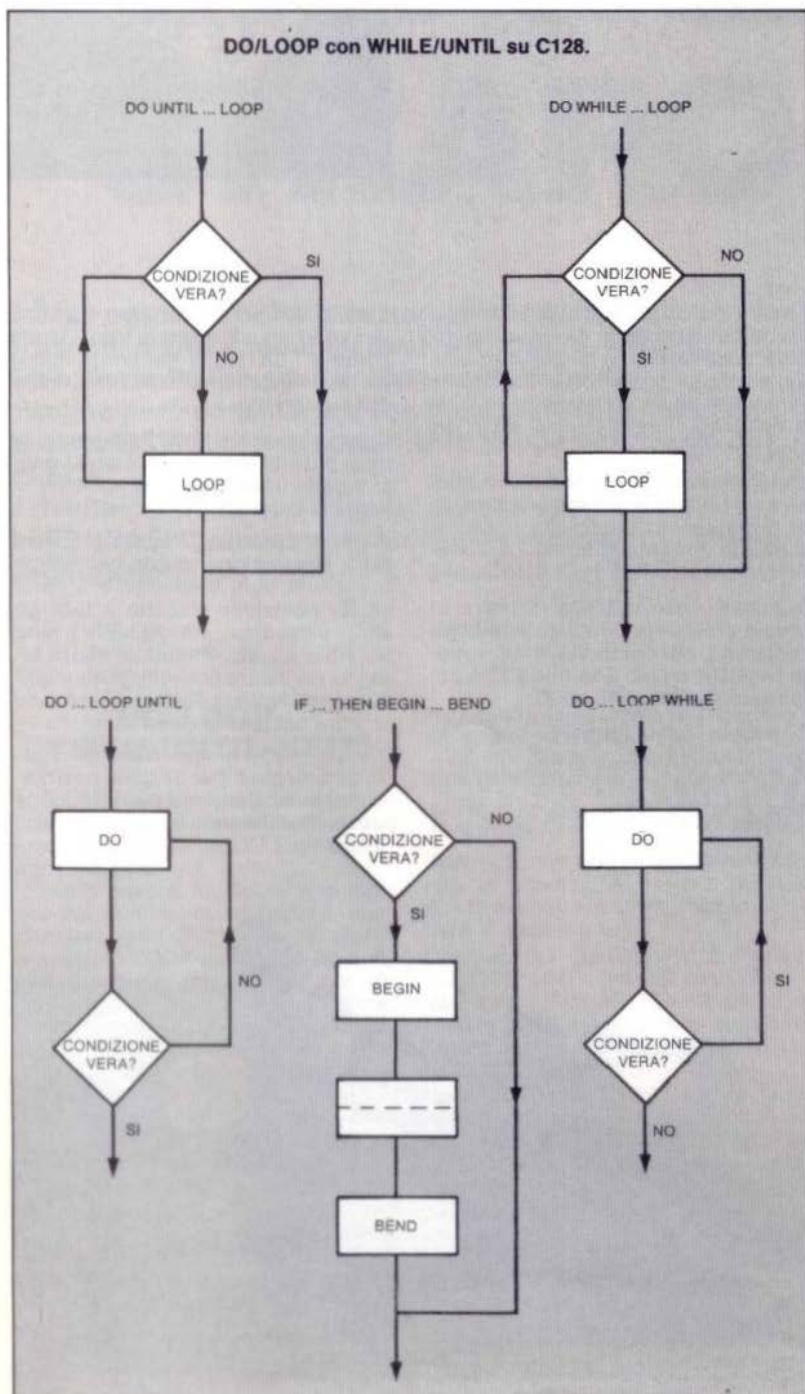 DO/LOOP con WHILE/UNTIL su C128.
DO UNTIL ... LOOP
CONDIZIONE
VERA?
SI
NO
LOOP
DO WHILE ... LOOP
CONDIZIONE
VERA?
NO
SI
LOOP
DO ... LOOP UNTIL
DO
NO
CONDIZIONE
VERA?
SI
IF ... THEN BEGIN ... BEND
CONDIZIONE
VERA?
NO
SI
BEGIN
BEND
DO ... LOOP WHILE
DO
SI
CONDIZIONE
VERA?
NO